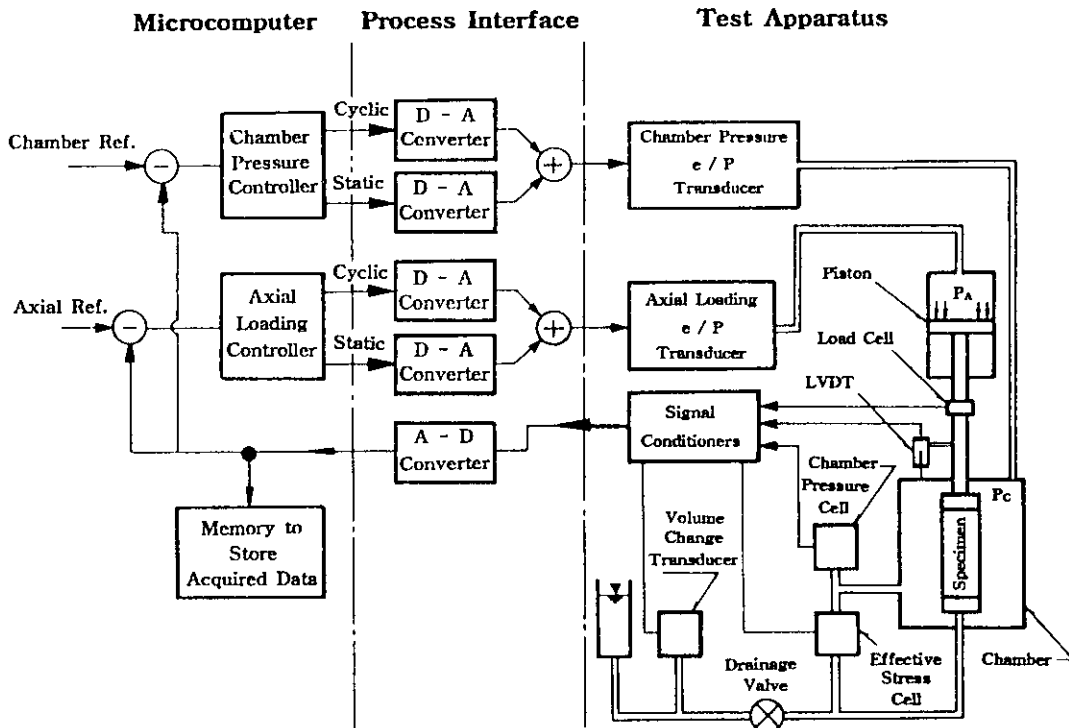 Microcomputer
Process Interface
Test Apparatus
Chamber Ref.
Chamber
Pressure
Controller
Cyclic
Static
D - A
Converter
D - A
Converter
Chamber Pressure
e / P
Transducer
Axial Ref.
Axial
Loading
Controller
Cyclic
Static
D - A
Converter
D - A
Converter
Axial Loading
e / P
Transducer
Piston
PA
Load Cell
LVDT
A - D
Converter
Signal
Conditioners
Memory to
Store
Acquired Data
Chamber
Pressure
Cell
Volume
Change
Transducer
PC
Specimen
Drainage
Valve
Effective
Stress
Cell
Chamber